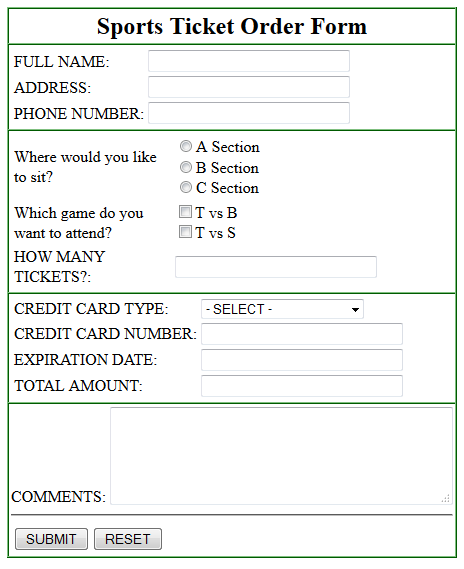 Sports Ticket Order Form
FULL NAME:
ADDRESS:
PHONE NUMBER:
Where would you like
to sit?
A Section
B Section
C Section
Which game do you
want to attend?
T vs B
T vs S
HOW MANY
TICKETS?:
CREDIT CARD TYPE: - SELECT -
CREDIT CARD NUMBER:
EXPIRATION DATE:
TOTAL AMOUNT:
COMMENTS:
SUBMIT RESET